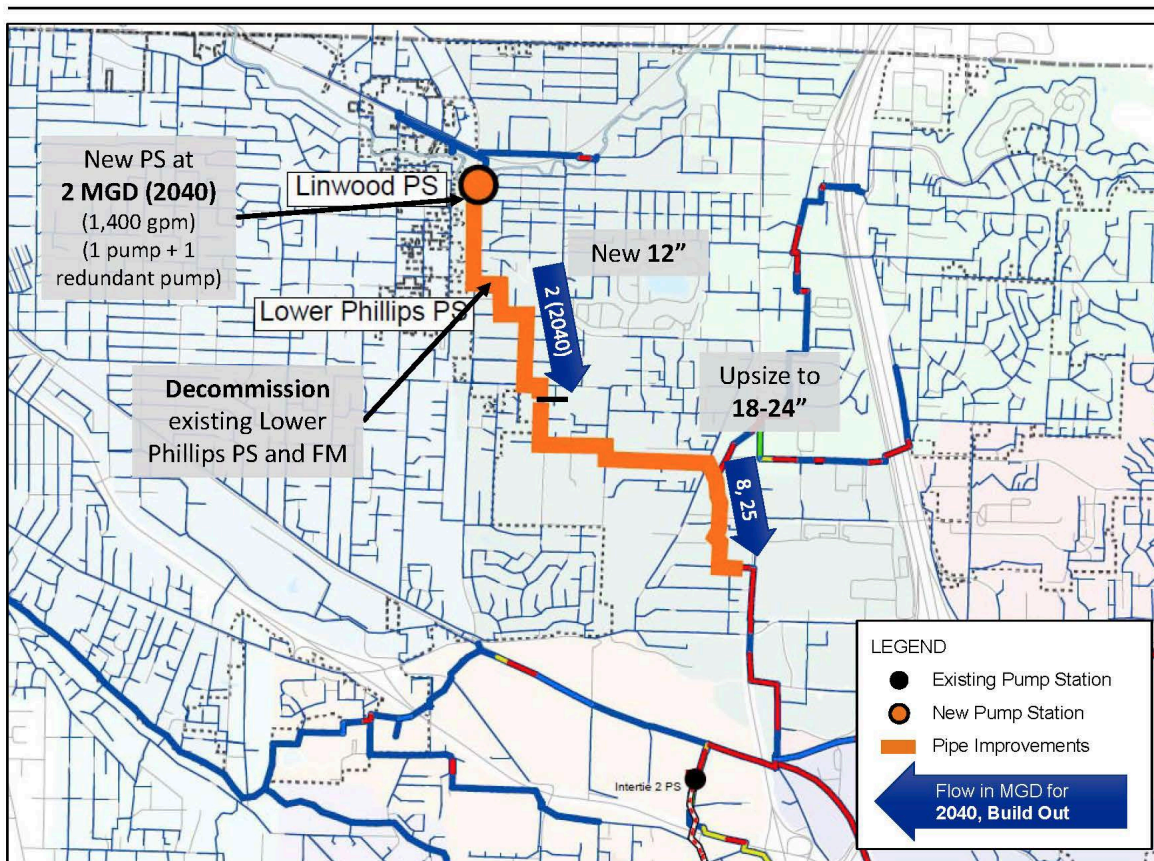 New PS at
2 MGD (2040)
(1,400 gpm)
(1 pump + 1
redundant pump)
Linwood PS
New 12”
2 (2040)
Lower Phillips PS
Decommission
existing Lower
Phillips PS and FM
Upsize to
18-24”
8, 25
Intertie 2 PS
LEGEND
Existing Pump Station
New Pump Station
Pipe Improvements
Flow in MGD for
2040, Build Out